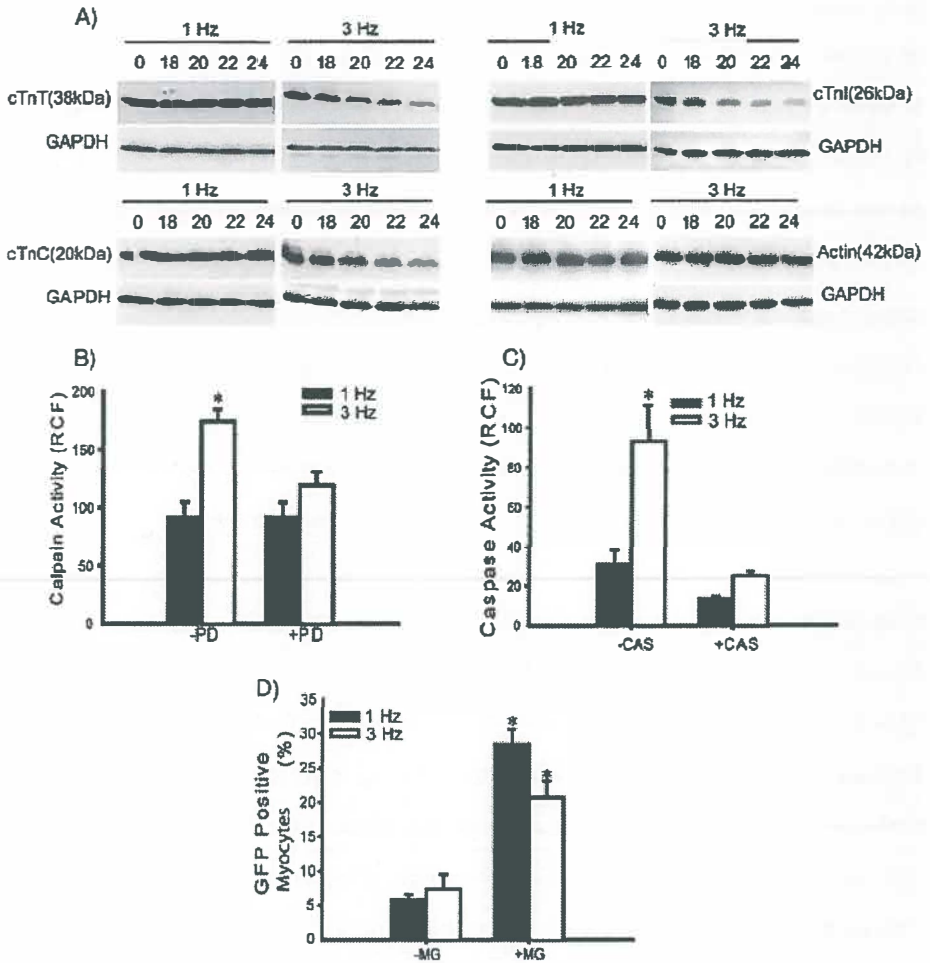 A)
1 Hz 3 Hz 1 Hz 3 Hz
0 18 20 22 24 0 18 20 22 24 0 18 20 22 24 0 18 20 22 24
cTnT(38kDa) cTnI(26kDa)
GAPDH GAPDH
1 Hz 3 Hz 1 Hz 3 Hz
0 18 20 22 24 0 18 20 22 24 0 18 20 22 24 0 18 20 22 24
cTnC(20kDa) Actin(42kDa)
GAPDH GAPDH
B)
Calpain Activity (RCF)
200
150
100
50
0
*
1 Hz
3 Hz
-PD +PD
C)
Caspase Activity (RCF)
120
100
80
60
40
20
0
*
1 Hz
3 Hz
-CAS +CAS
D)
GFP Positive
Myocytes (%)
35
30
25
20
15
10
5
0
1 Hz
3 Hz
*
*
-MG +MG